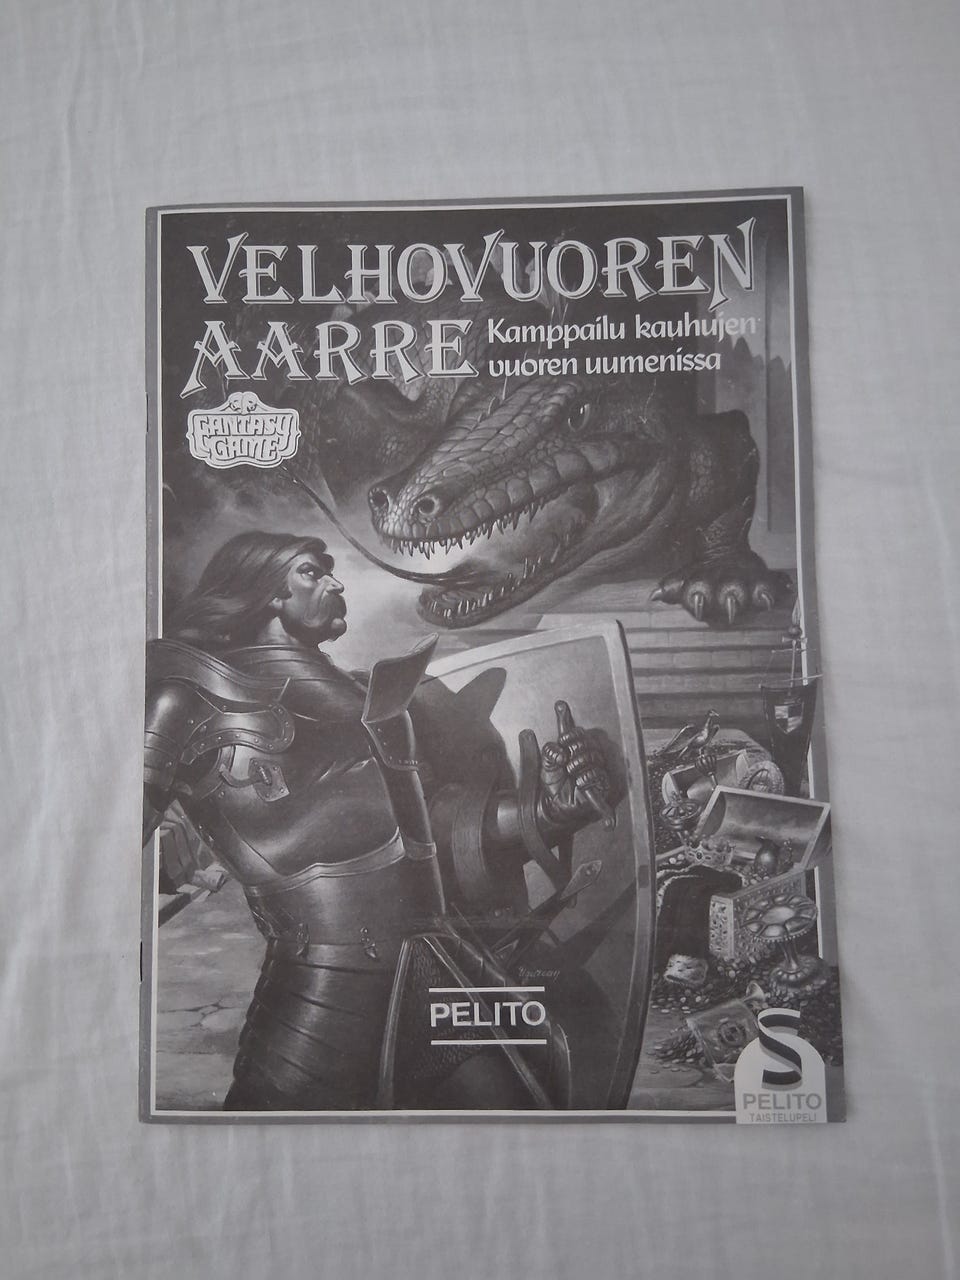 VELHOVUOREN
AARRE
Kamppailu kauhujen
vuoren uumenissa
FANTASY
GAME
PELITO
S
PELITO
TAISTELUPELI